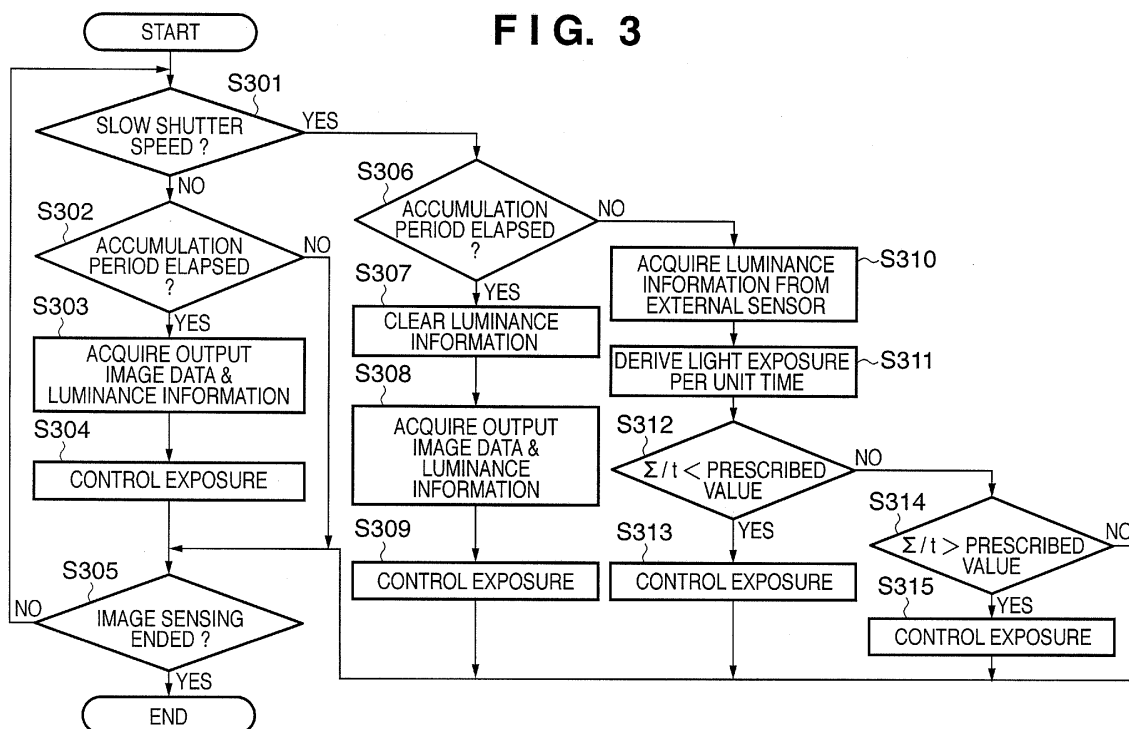 FIG. 3
START
S301
SLOW SHUTTER
SPEED ?
YES
NO
S302
ACCUMULATION
PERIOD ELAPSED
?
NO
YES
S303
ACQUIRE OUTPUT
IMAGE DATA &
LUMINANCE INFORMATION
S304
CONTROL EXPOSURE
S305
NO
IMAGE SENSING
ENDED ?
YES
END
S306
ACCUMULATION
PERIOD ELAPSED
?
NO
YES
S307
CLEAR LUMINANCE
INFORMATION
S308
ACQUIRE OUTPUT
IMAGE DATA &
LUMINANCE
INFORMATION
S309
CONTROL EXPOSURE
S310
ACQUIRE LUMINANCE
INFORMATION FROM
EXTERNAL SENSOR
S311
DERIVE LIGHT EXPOSURE
PER UNIT TIME
S312
Σ/t < PRESCRIBED
VALUE
NO
YES
S313
CONTROL EXPOSURE
S314
Σ/t > PRESCRIBED
VALUE
NO
YES
S315
CONTROL EXPOSURE